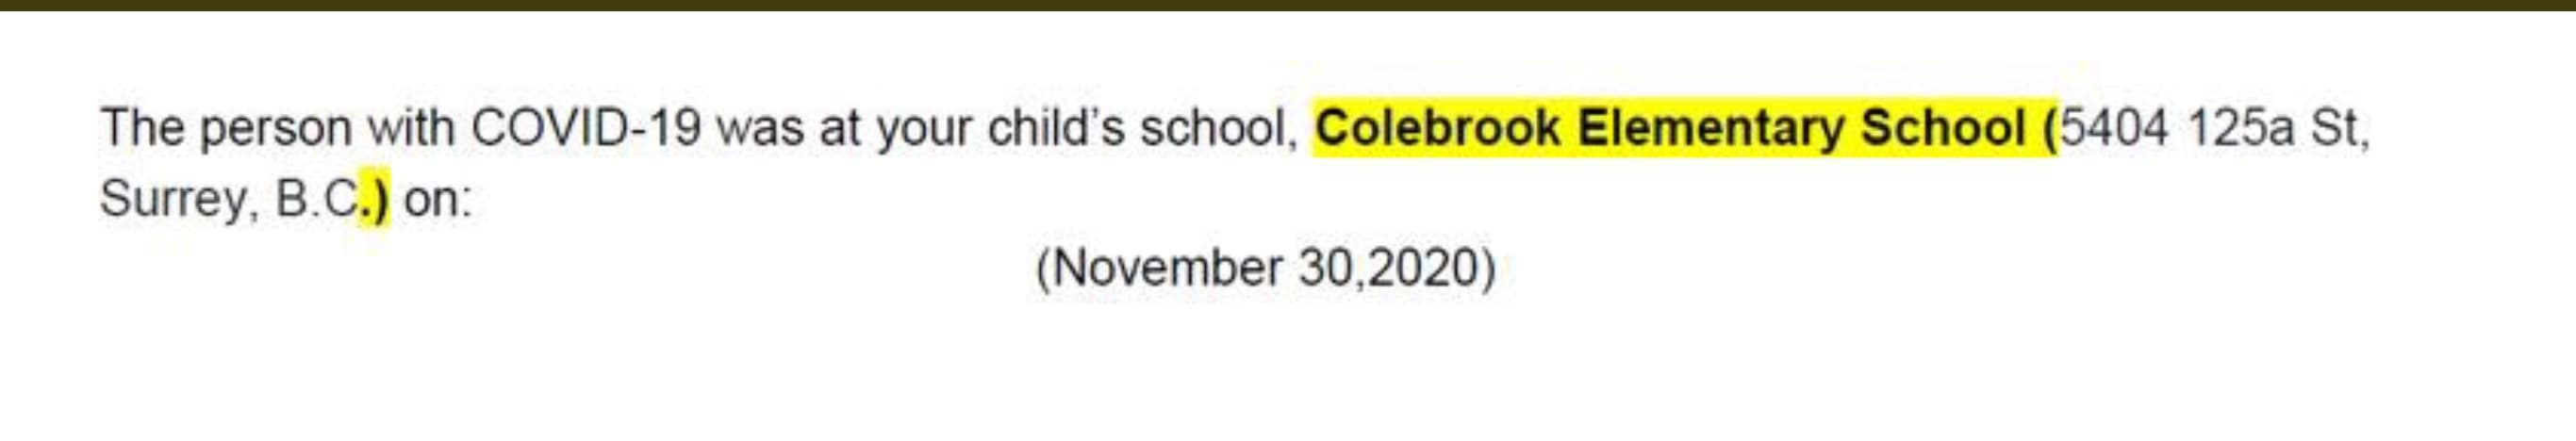 The person with COVID-19 was at your child's school, Colebrook Elementary School (5404 125a St,
Surrey, B.C.) on:
(November 30,2020)